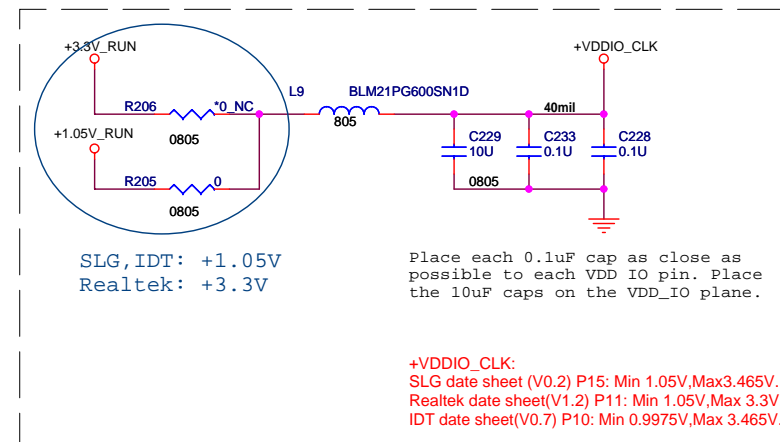 +3.3V_RUN
+VDDIO_CLK
L9 BLM21PG600SN1D
R206 *0_NC 805 40mil
0805
+1.05V_RUN
C229 C233 C228
10U 0.1U 0.1U
R205 0 0805
0805
SLG,IDT: +1.05V
Realtek: +3.3V
Place each 0.1uF cap as close as
possible to each VDD IO pin. Place
the 10uF caps on the VDD_IO plane.
+VDDIO_CLK:
SLG date sheet (V0.2) P15: Min 1.05V,Max3.465V.
Realtek date sheet(V1.2) P11: Min 1.05V,Max 3.3V
IDT date sheet(V0.7) P10: Min 0.9975V,Max 3.465V.